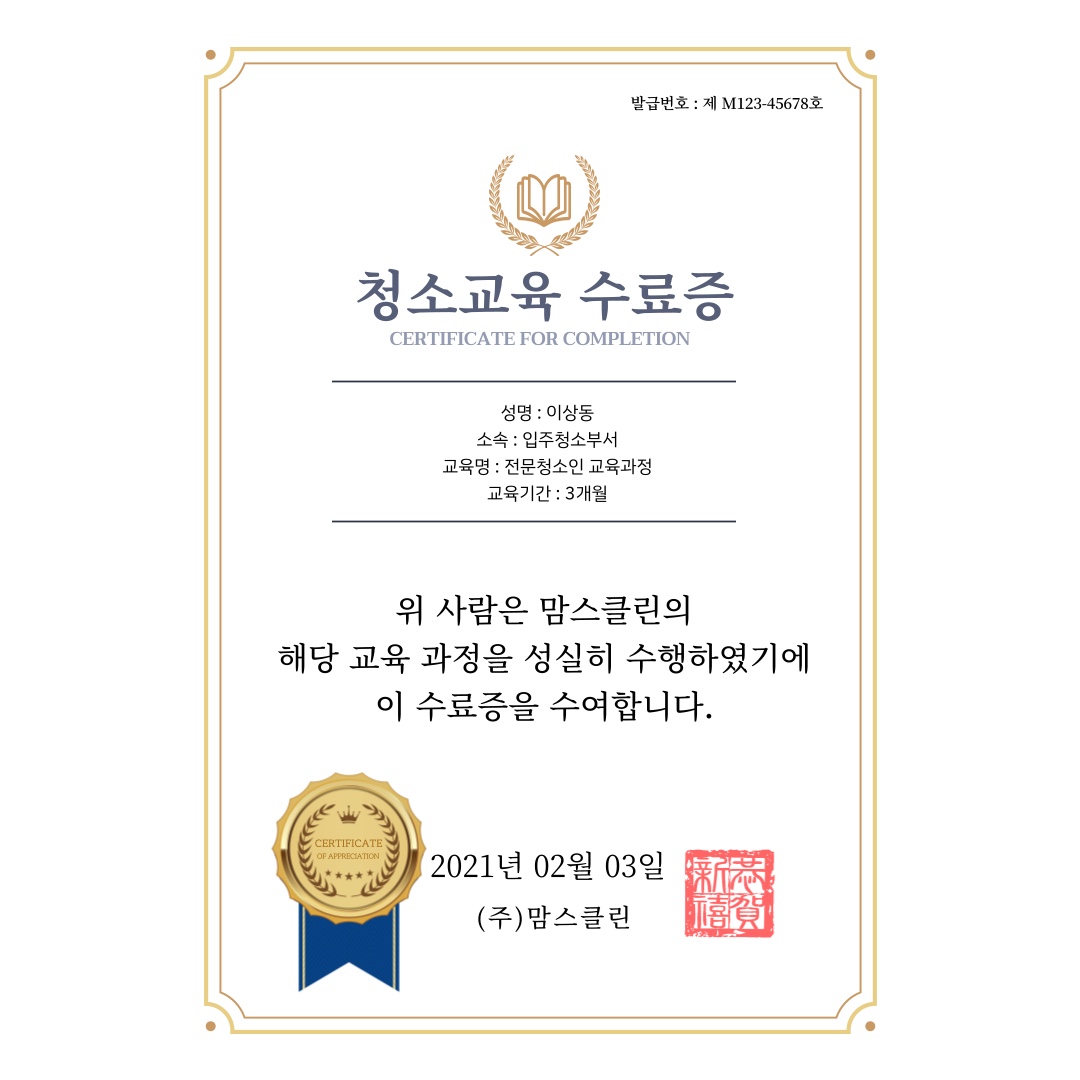 발급번호 : 제 M123-45678호
청소교육 수료증
CERTIFICATE FOR COMPLETION
성명 : 이상동
소속 : 입주청소부서
교육명 : 전문청소인 교육과정
교육기간 : 3개월
위 사람은 맘스클린의
해당 교육 과정을 성실히 수행하였기에
이 수료증을 수여합니다.
CERTIFICATE
OF APPRECIATION
2021년 02월 03일
(주)맘스클린
恭賀
新禧